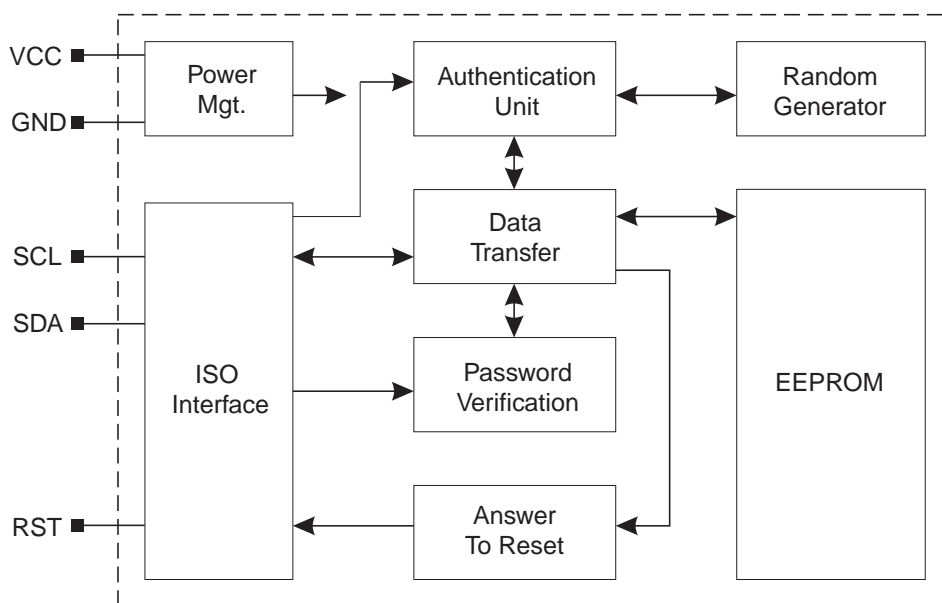 VCC
GND
SCL
SDA
RST
Power
Mgt.
Authentication
Unit
Random
Generator
ISO
Interface
Data
Transfer
Password
Verification
Answer
To Reset
EEPROM